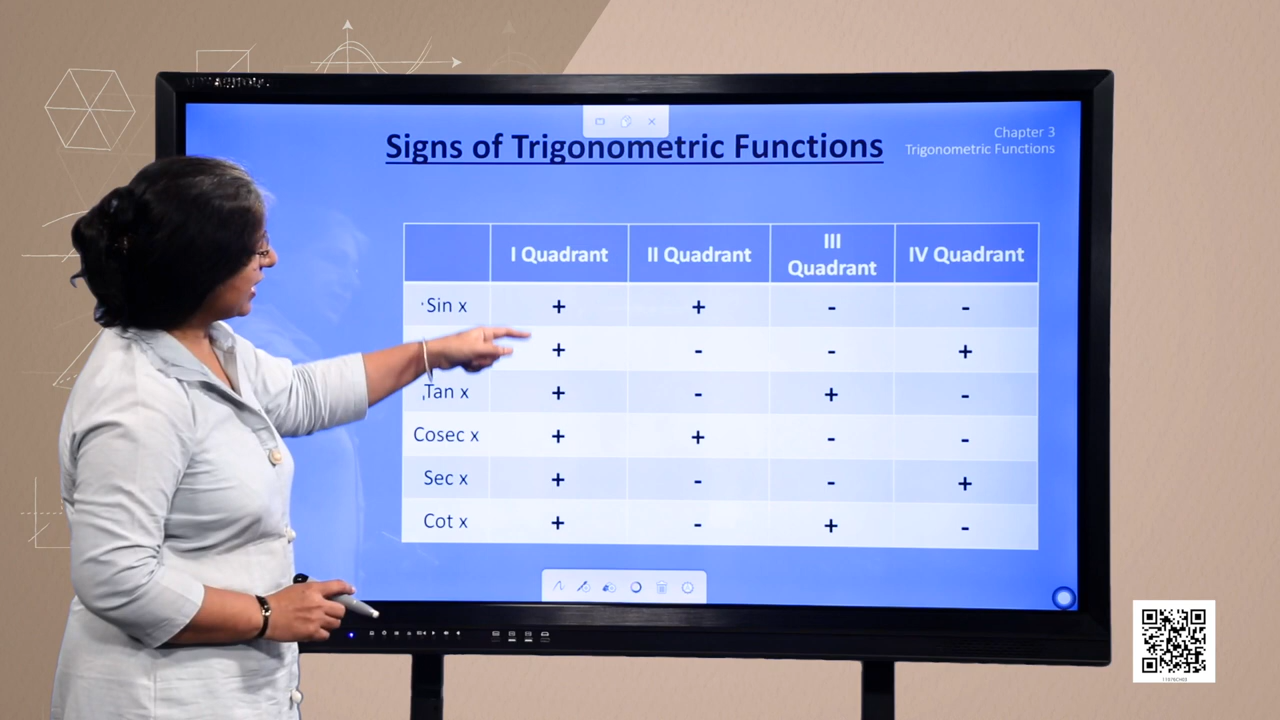 Signs of Trigonometric Functions
Chapter 3
Trigonometric Functions
I Quadrant II Quadrant III Quadrant IV Quadrant
Sin x + + - -
+ - - +
Tan x + - + -
Cosec x + + - -
Sec x + - - +
Cot x + - + -
11076CH03